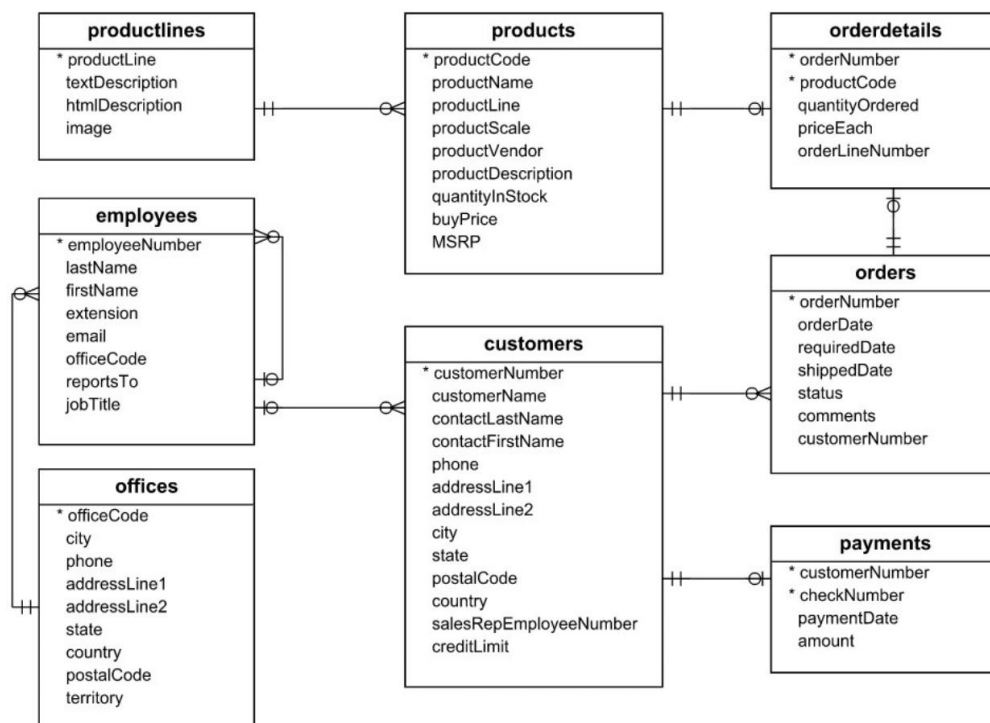 productlines
* productLine
textDescription
htmlDescription
image
products
* productCode
productName
productLine
productScale
productVendor
productDescription
quantityInStock
buyPrice
MSRP
orderdetails
* orderNumber
* productCode
quantityOrdered
priceEach
orderLineNumber
employees
* employeeNumber
lastName
firstName
extension
email
officeCode
reportsTo
jobTitle
customers
* customerNumber
customerName
contactLastName
contactFirstName
phone
addressLine1
addressLine2
city
state
postalCode
country
salesRepEmployeeNumber
creditLimit
orders
* orderNumber
orderDate
requiredDate
shippedDate
status
comments
customerNumber
offices
* officeCode
city
phone
addressLine1
addressLine2
state
country
postalCode
territory
payments
* customerNumber
* checkNumber
paymentDate
amount